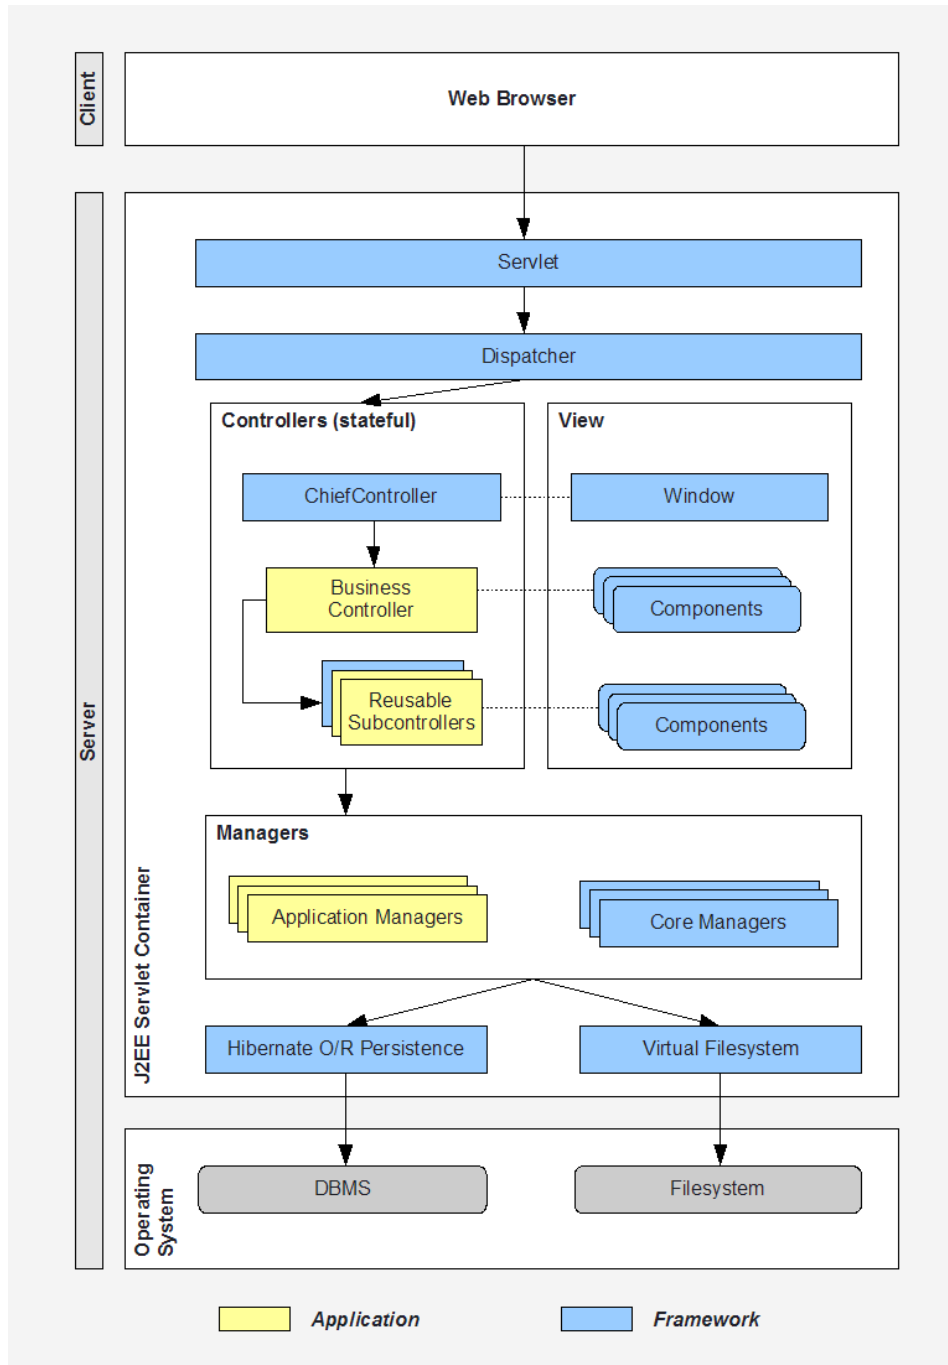 Client
Web Browser
Server
J2EE Servlet Container
Servlet
Dispatcher
Controllers (stateful)
View
ChiefController
Window
Business
Controller
Components
Reusable
Subcontrollers
Components
Managers
Application Managers
Core Managers
Hibernate O/R Persistence
Virtual Filesystem
Operating
System
DBMS
Filesystem
Application
Framework